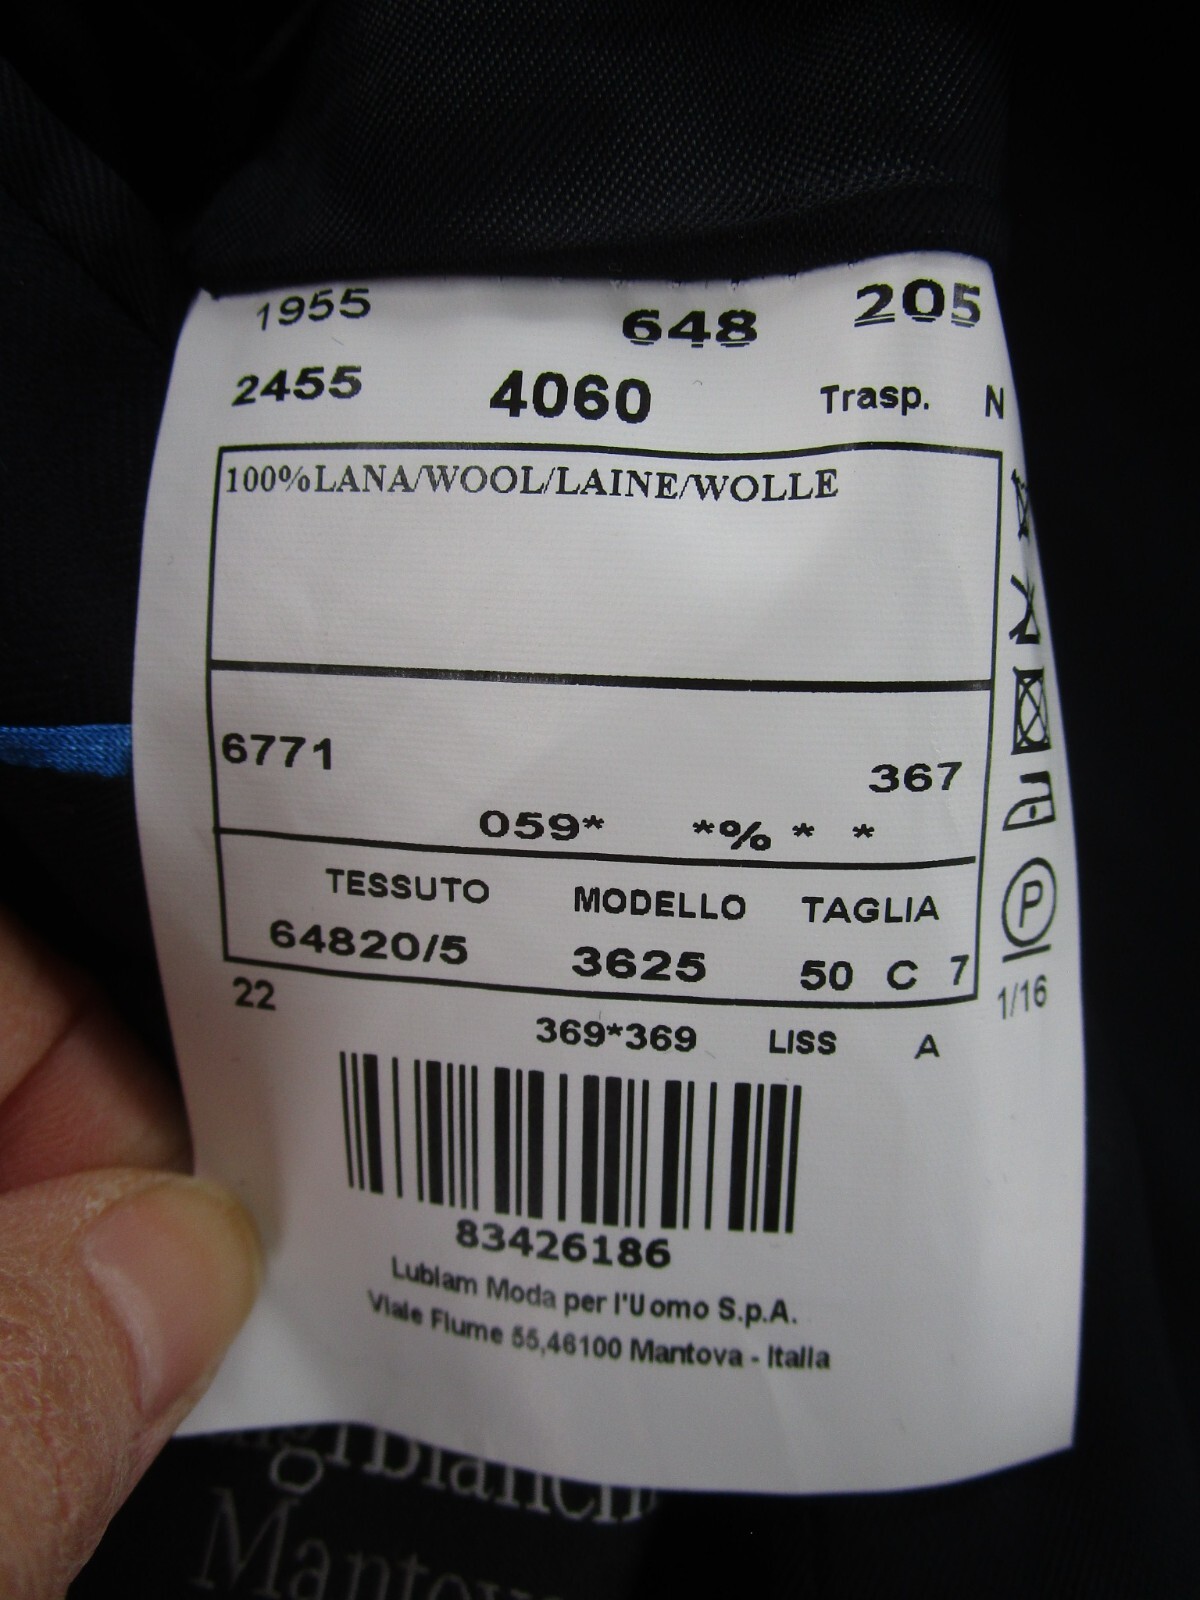 1955 648 205
2455 4060 Trasp. N
100%LANA/WOOL/LAINE/WOLLE
6771 367
059* *% * *
TESSUTO MODELLO TAGLIA
64820/5 3625 50 C 7
P
22 1/16
369*369 LISS A
83426186
Lubiam Moda per l'Uomo S.p.A.
Viale Fiume 55,46100 Mantova - Italia